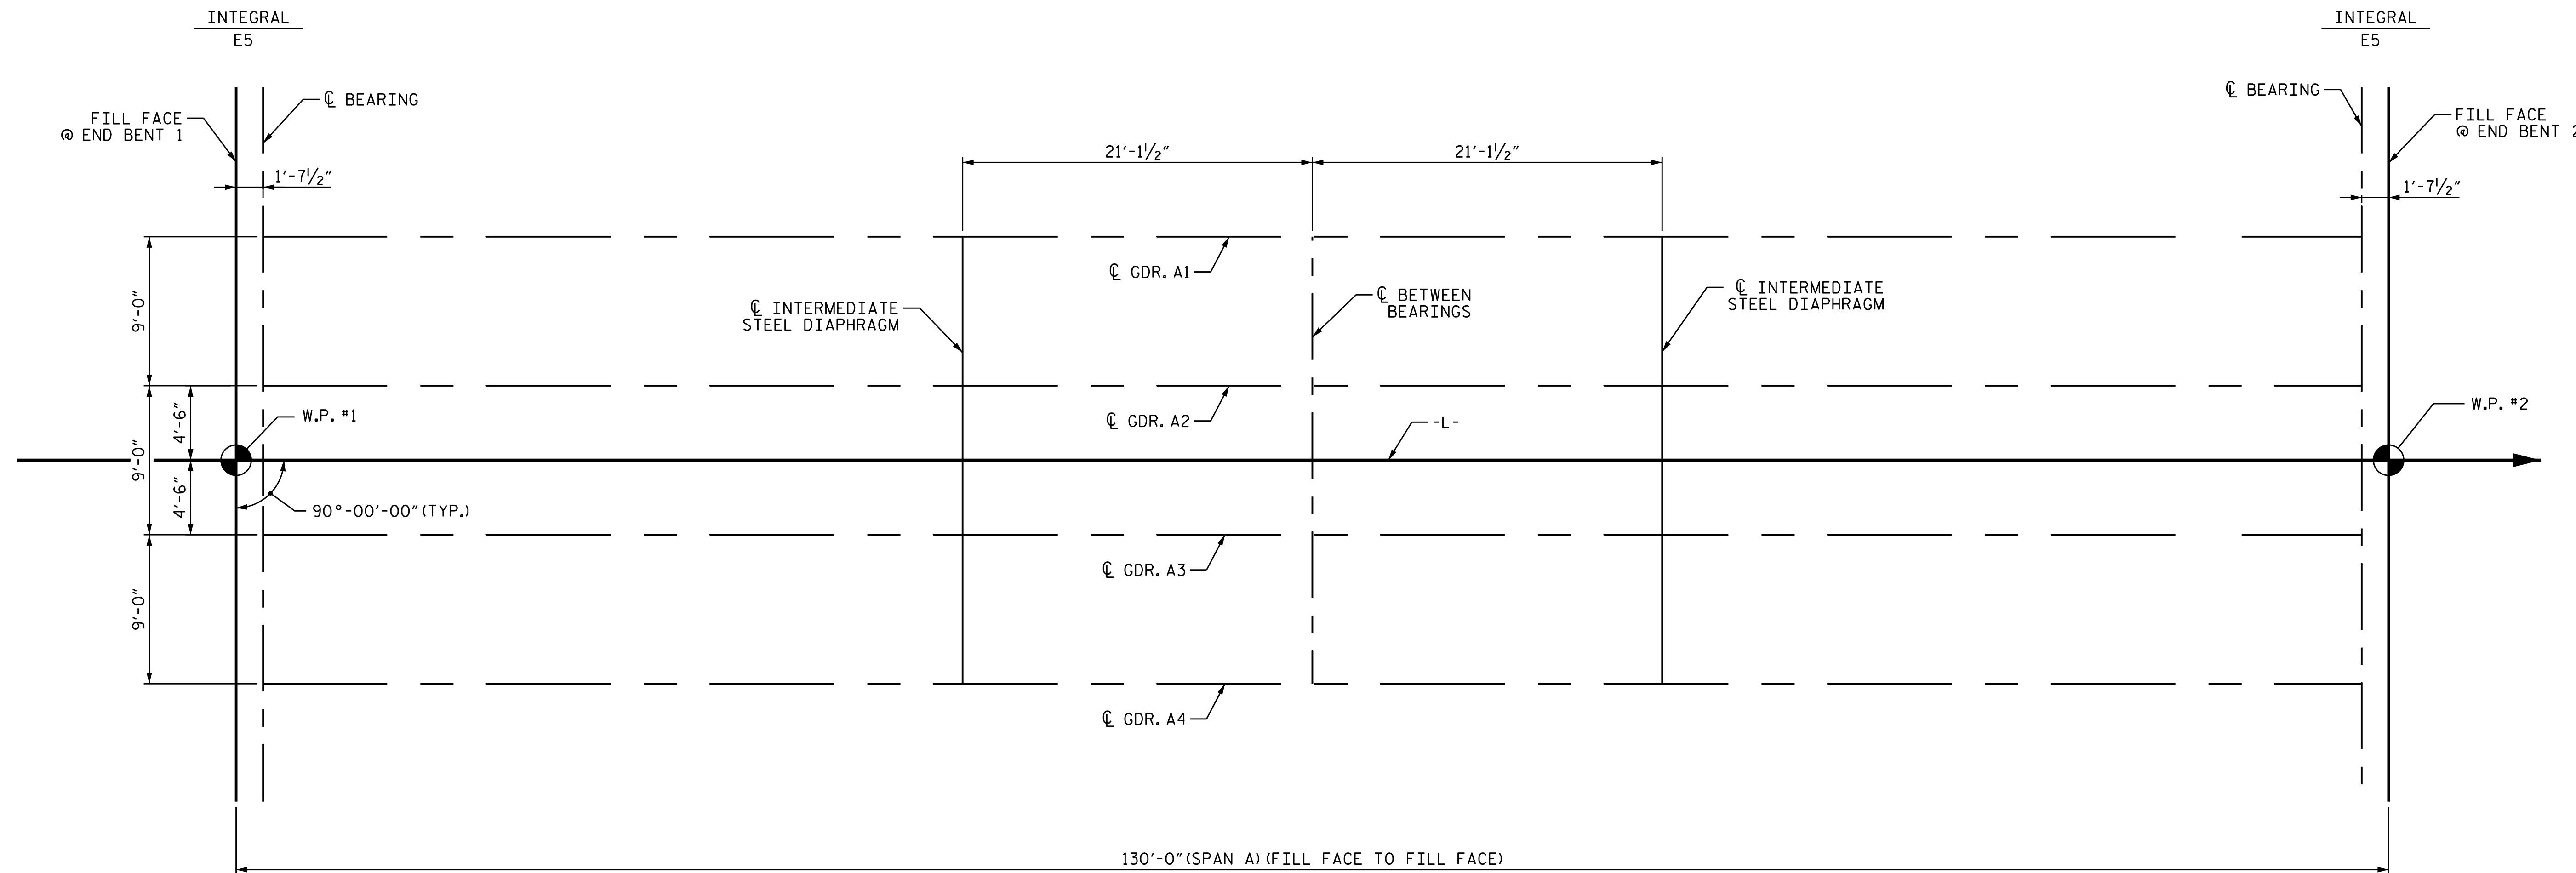 INTEGRAL
E5
INTEGRAL
E5
℄ BEARING
FILL FACE
@ END BENT 1
1'-7½"
21'-1½"
21'-1½"
℄ BEARING
FILL FACE
@ END BENT 2
1'-7½"
9'-0"
9'-0"
9'-0"
4'-6"
4'-6"
℄ GDR. A1
℄ INTERMEDIATE
STEEL DIAPHRAGM
℄ BETWEEN
BEARINGS
℄ INTERMEDIATE
STEEL DIAPHRAGM
W.P. #1
℄ GDR. A2
-L-
W.P. #2
90°-00'-00" (TYP.)
℄ GDR. A3
℄ GDR. A4
130'-0" (SPAN A) (FILL FACE TO FILL FACE)